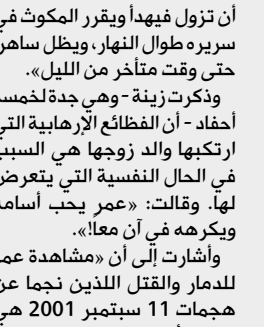 أن تزول فيهدأ ويقرر المكوث في
سريره طوال النهار، ويظل ساهر
حتى وقت متأخر من الليل».
وذكرت زينة - وهي جدة لخمسة
أحفاد - أن الفظائع الإرهابية التي
ارتكبها والد زوجها هي السبب
في الحال النفسية التي يتعرض
لها. وقالت: «عمر يحب أسامة
ويكرهه في آن معاً!».
وأشارت إلى أن «مشاهدة عمر
للدمار والقتل اللذين نجما عن
هجمات 11 سبتمبر 2001 هي